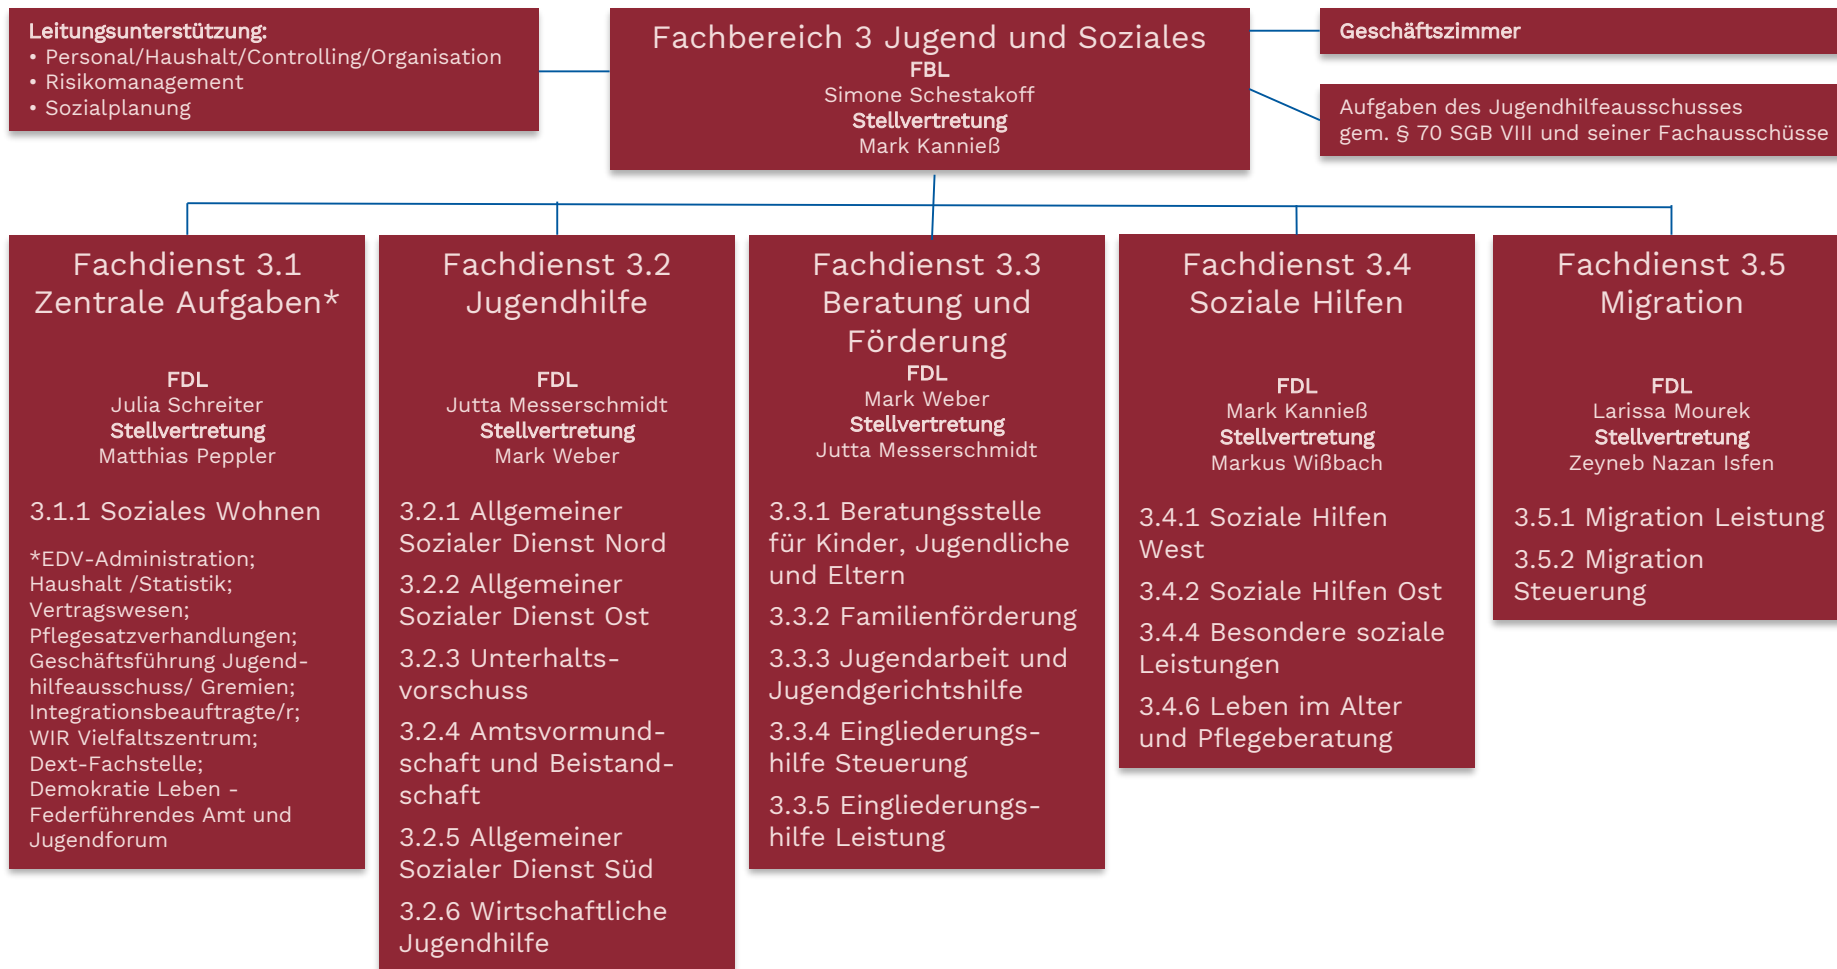 Leitungsunterstützung:
• Personal/Haushalt/Controlling/Organisation
• Risikomanagement
• Sozialplanung
Fachbereich 3 Jugend und Soziales
FBL
Simone Schestakoff
Stellvertretung
Mark Kannieß
Geschäftszimmer
Aufgaben des Jugendhilfeausschusses
gem. § 70 SGB VIII und seiner Fachausschüsse
Fachdienst 3.1
Zentrale Aufgaben*
FDL
Julia Schreiter
Stellvertretung
Matthias Peppler
3.1.1 Soziales Wohnen
*EDV-Administration;
Haushalt /Statistik;
Vertragswesen;
Pflegesatzverhandlungen;
Geschäftsführung Jugend-
hilfeausschuss/ Gremien;
Integrationsbeauftragte/r;
WIR Vielfaltszentrum;
Dext-Fachstelle;
Demokratie Leben -
Federführendes Amt und
Jugendforum
Fachdienst 3.2
Jugendhilfe
FDL
Jutta Messerschmidt
Stellvertretung
Mark Weber
3.2.1 Allgemeiner
Sozialer Dienst Nord
3.2.2 Allgemeiner
Sozialer Dienst Ost
3.2.3 Unterhalts-
vorschuss
3.2.4 Amtsvormund-
schaft und Beistand-
schaft
3.2.5 Allgemeiner
Sozialer Dienst Süd
3.2.6 Wirtschaftliche
Jugendhilfe
Fachdienst 3.3
Beratung und
Förderung
FDL
Mark Weber
Stellvertretung
Jutta Messerschmidt
3.3.1 Beratungsstelle
für Kinder, Jugendliche
und Eltern
3.3.2 Familienförderung
3.3.3 Jugendarbeit und
Jugendgerichtshilfe
3.3.4 Eingliederungs-
hilfe Steuerung
3.3.5 Eingliederungs-
hilfe Leistung
Fachdienst 3.4
Soziale Hilfen
FDL
Mark Kannieß
Stellvertretung
Markus Wißbach
3.4.1 Soziale Hilfen
West
3.4.2 Soziale Hilfen Ost
3.4.4 Besondere soziale
Leistungen
3.4.6 Leben im Alter
und Pflegeberatung
Fachdienst 3.5
Migration
FDL
Larissa Mourek
Stellvertretung
Zeyneb Nazan Isfen
3.5.1 Migration Leistung
3.5.2 Migration
Steuerung